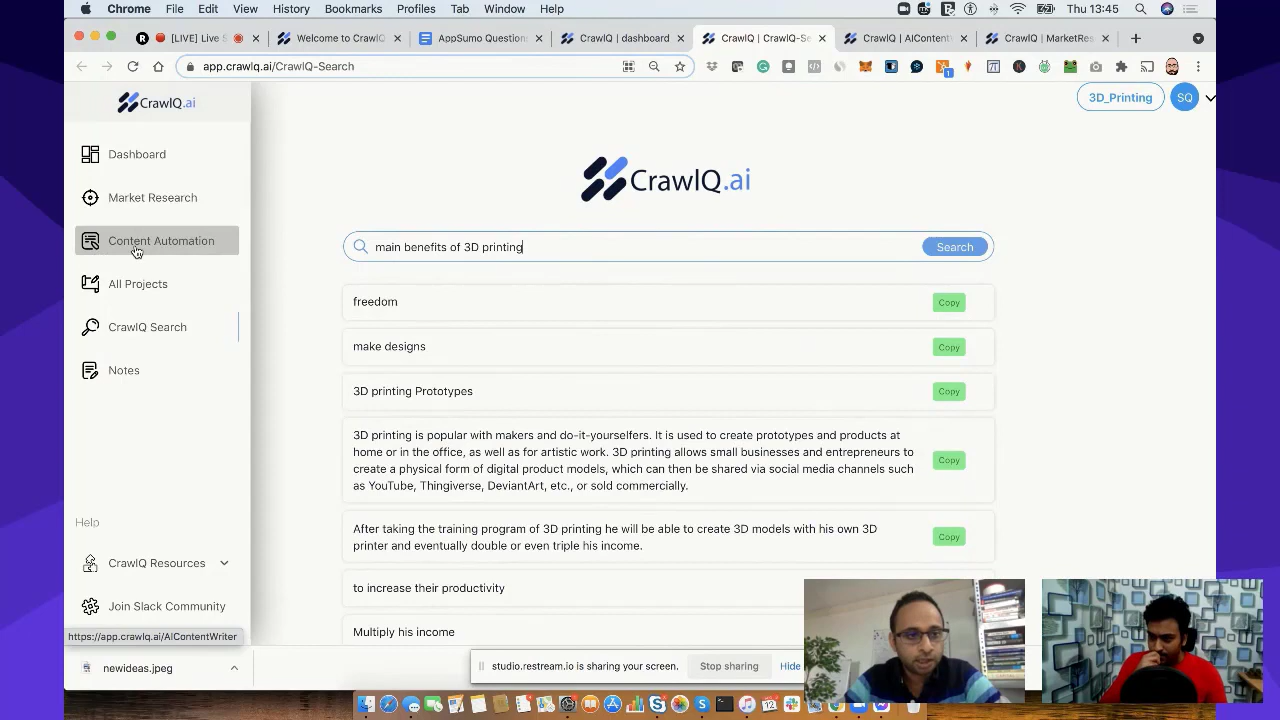 Chrome File Edit View History Bookmarks Profiles Tab Window Help
Thu 13:45
[LIVE] Live S
Welcome to CrawlQ
AppSumo Question
CrawlQ | dashboard
CrawlQ | CrawlQ-Se
CrawlQ | AIContent
CrawlQ | MarketRes
app.crawlq.ai/CrawlQ-Search
CrawlQ.ai
3D_Printing
SQ
Dashboard
Market Research
Content Automation
All Projects
CrawlQ Search
Notes
CrawlQ.ai
main benefits of 3D printing
Search
freedom
Copy
make designs
Copy
3D printing Prototypes
Copy
3D printing is popular with makers and do-it-yourselfers. It is used to create prototypes and products at
home or in the office, as well as for artistic work. 3D printing allows small businesses and entrepreneurs to
create a physical form of digital product models, which can then be shared via social media channels such
as YouTube, Thingiverse, DeviantArt, etc., or sold commercially.
Copy
After taking the training program of 3D printing he will be able to create 3D models with his own 3D
printer and eventually double or even triple his income.
Copy
to increase their productivity
Multiply his income
Help
CrawlQ Resources
Join Slack Community
https://app.crawlq.ai/AIContentWriter
newideas.jpeg
studio.restream.io is sharing your screen.
Stop sharing
Hide